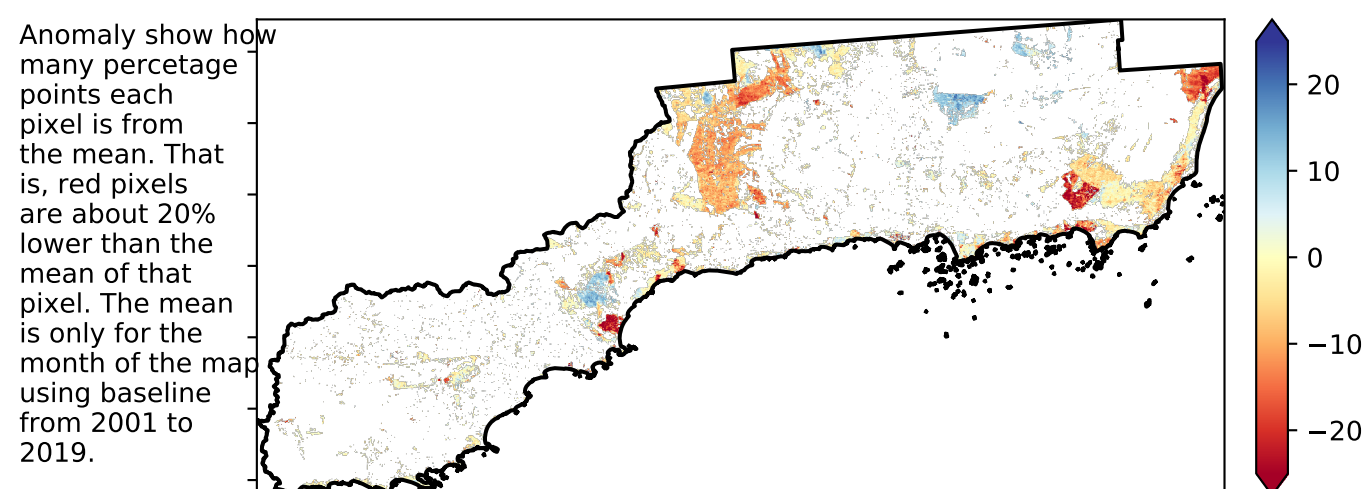 Anomaly show how
many percetage
points each
pixel is from
the mean. That
is, red pixels
are about 20%
lower than the
mean of that
pixel. The mean
is only for the
month of the map
using baseline
from 2001 to
2019.
20
10
0
−10
−20